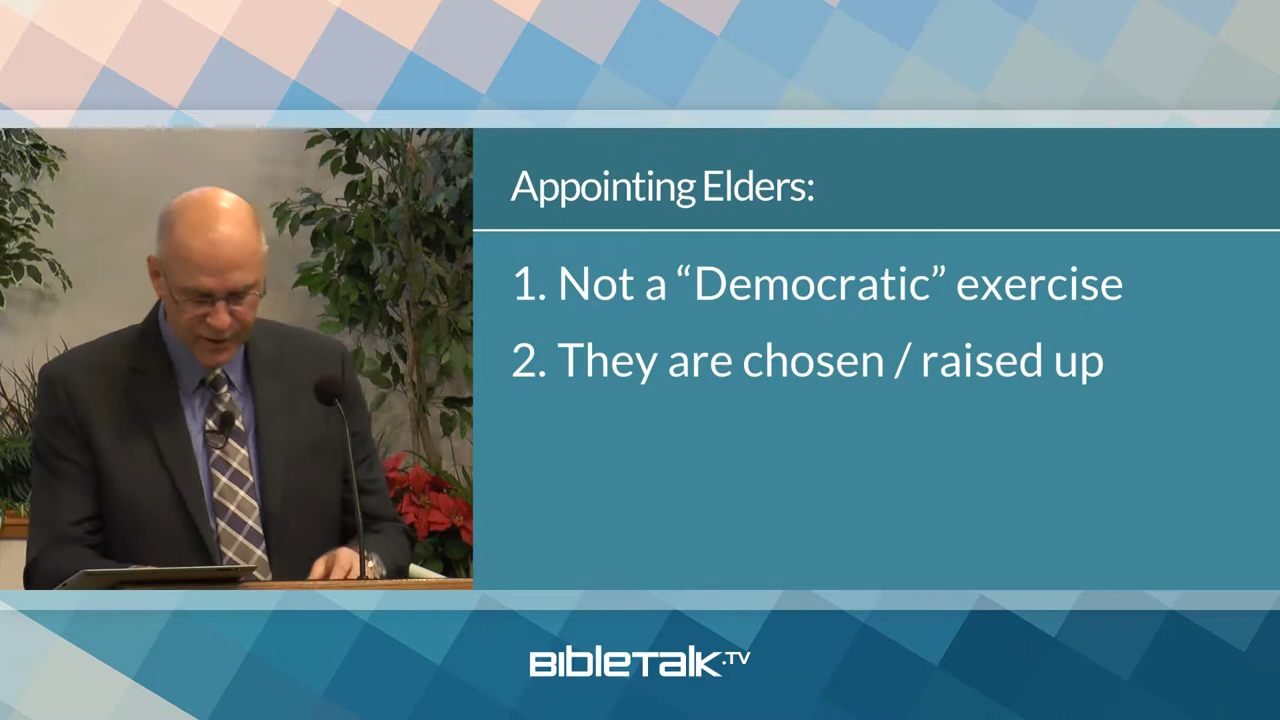 Appointing Elders:
1. Not a “Democratic” exercise
2. They are chosen / raised up
BIBLETALK.TV